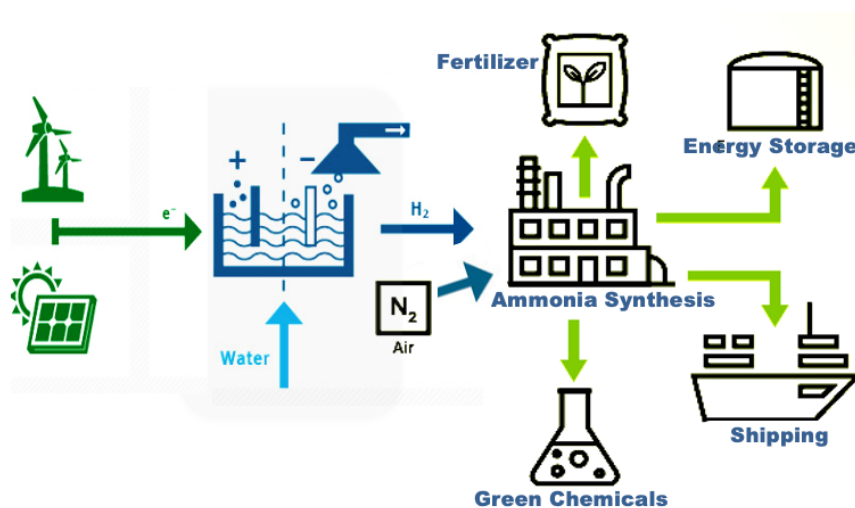 Fertilizer
Energy Storage
+ −
e⁻
H₂
Ammonia Synthesis
N₂
Air
Water
Shipping
Green Chemicals